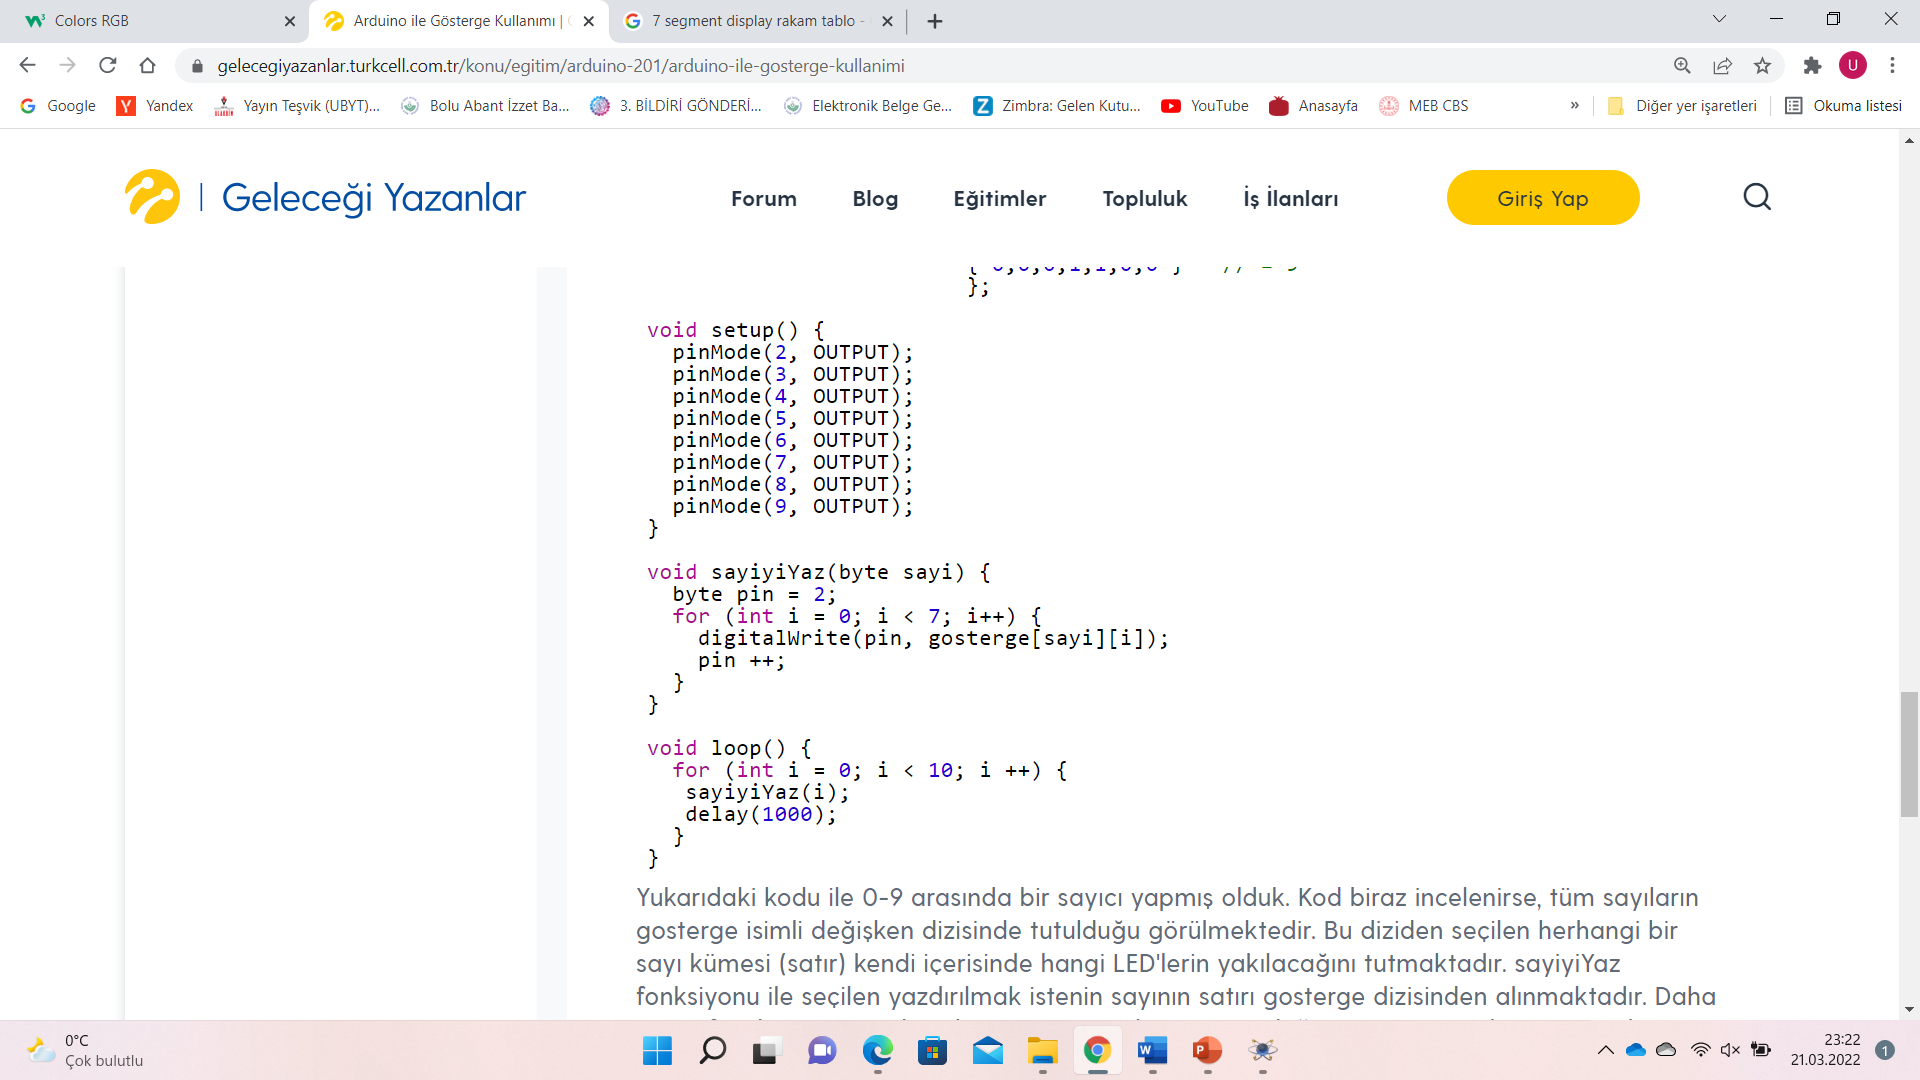 Colors RGB
Arduino ile Gösterge Kullanımı |
7 segment display rakam tablo -
gelecegiyazanlar.turkcell.com.tr/konu/egitim/arduino-201/arduino-ile-gosterge-kullanimi
U
Google Yandex Yayın Teşvik (UBYT)... Bolu Abant İzzet Ba... 3. BİLDİRİ GÖNDERİ... Elektronik Belge Ge... Zimbra: Gelen Kutu... YouTube Anasayfa MEB CBS » Diğer yer işaretleri Okuma listesi
| Geleceği Yazanlar
Forum Blog Eğitimler Topluluk İş İlanları Giriş Yap
};
void setup() {
pinMode(2, OUTPUT);
pinMode(3, OUTPUT);
pinMode(4, OUTPUT);
pinMode(5, OUTPUT);
pinMode(6, OUTPUT);
pinMode(7, OUTPUT);
pinMode(8, OUTPUT);
pinMode(9, OUTPUT);
}
void sayiyiYaz(byte sayi) {
byte pin = 2;
for (int i = 0; i < 7; i++) {
digitalWrite(pin, gosterge[sayi][i]);
pin ++;
}
}
void loop() {
for (int i = 0; i < 10; i ++) {
sayiyiYaz(i);
delay(1000);
}
}
Yukarıdaki kodu ile 0-9 arasında bir sayıcı yapmış olduk. Kod biraz incelenirse, tüm sayıların
gosterge isimli değişken dizisinde tutulduğu görülmektedir. Bu diziden seçilen herhangi bir
sayı kümesi (satır) kendi içerisinde hangi LED'lerin yakılacağını tutmaktadır. sayiyiYaz
fonksiyonu ile seçilen yazdırılmak istenin sayının satırı gosterge dizisinden alınmaktadır. Daha
0°C
Çok bulutlu
23:22
21.03.2022
1